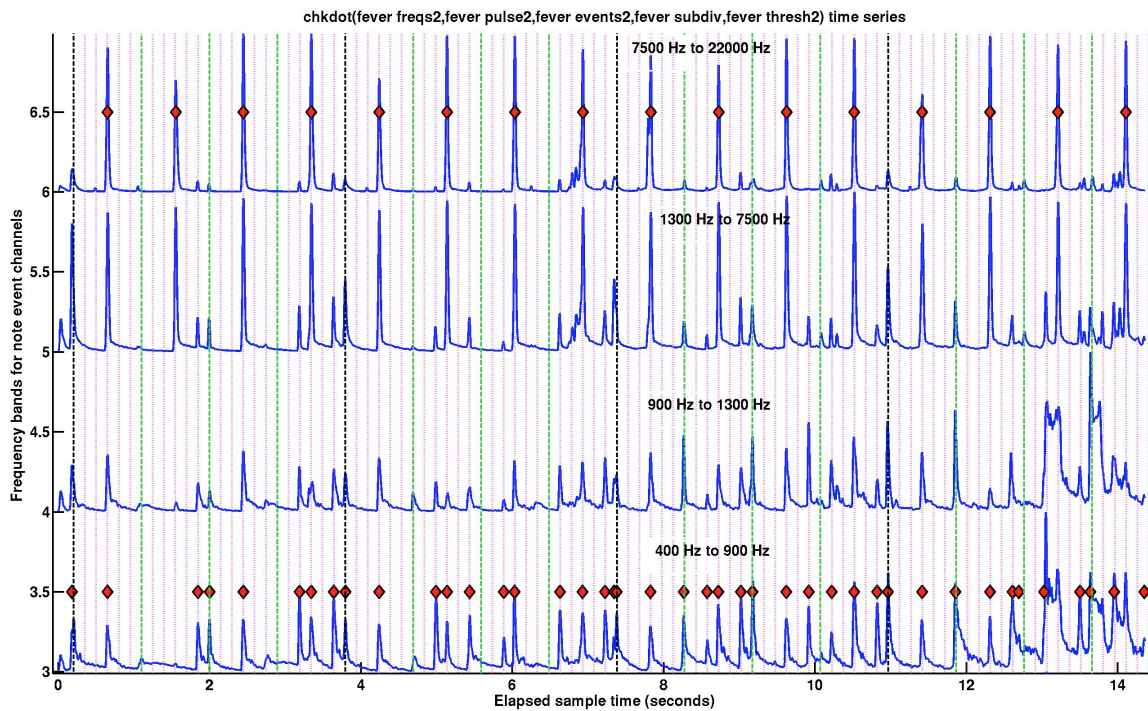 chkdot(fever freqs2,fever pulse2,fever events2,fever subdiv,fever thresh2) time series
7500 Hz to 22000 Hz
6.5
6
1300 Hz to 7500 Hz
5.5
5
900 Hz to 1300 Hz
4.5
4
400 Hz to 900 Hz
3.5
3
Frequency bands for note event channels
0 2 4 6 8 10 12 14
Elapsed sample time (seconds)